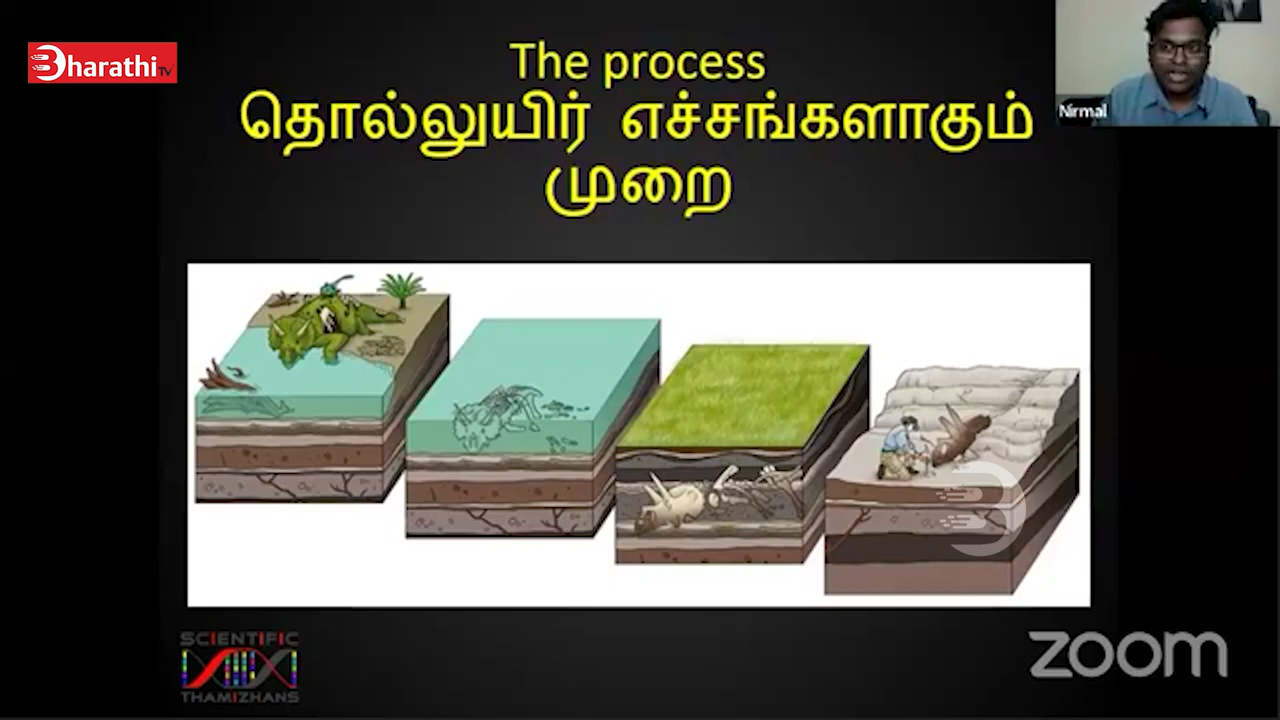 Bharathi TV
The process
தொல்லுயிர் எச்சங்களாகும்
முறை
Nirmal
SCIENTIFIC
THAMIZHANS
zoom